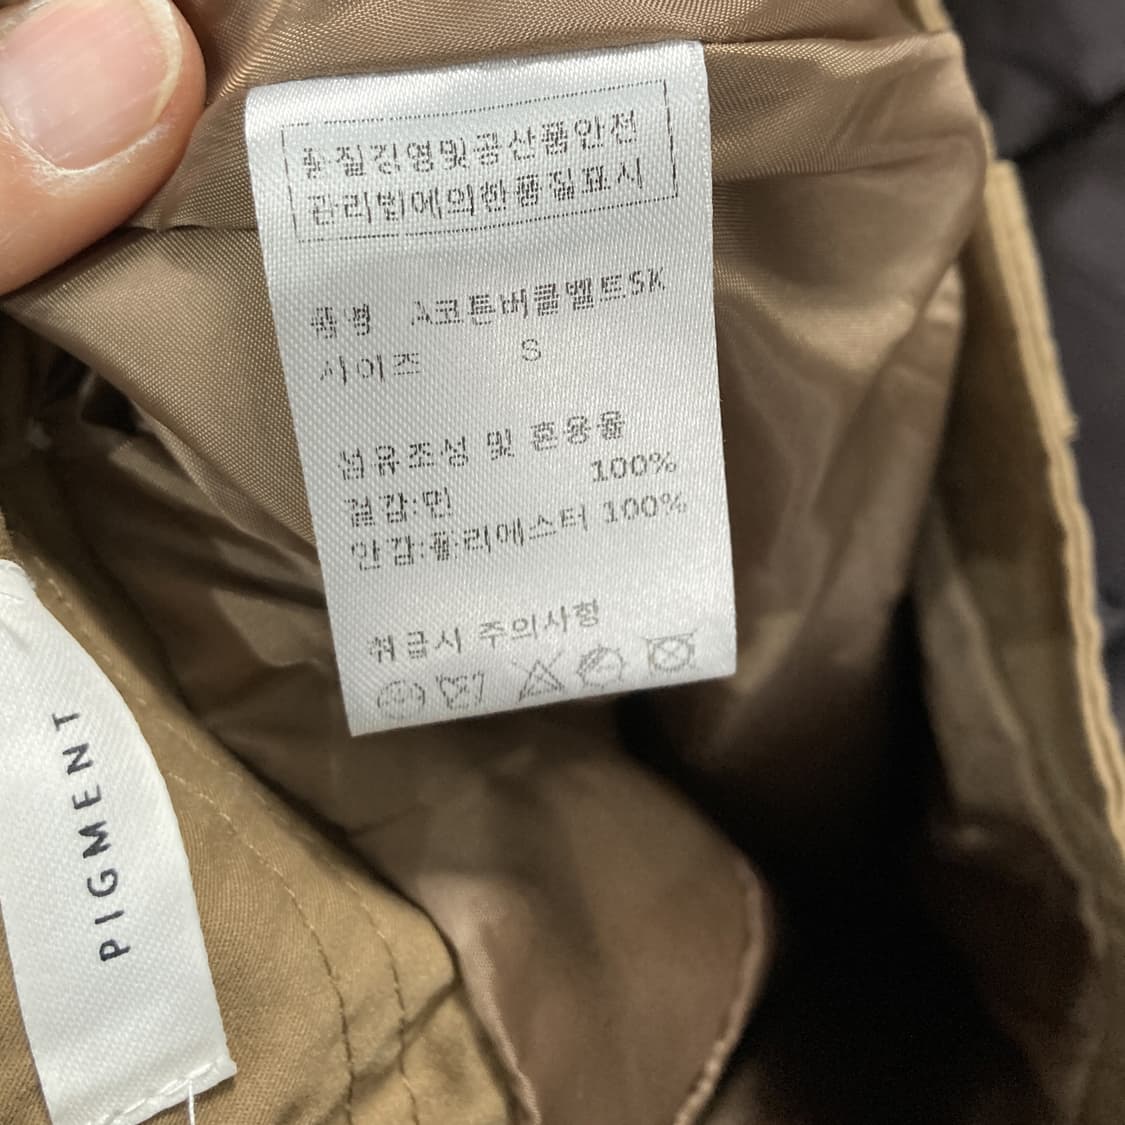 품질경영및공산품안전
관리법에의한품질표시
품명 A코튼버클벨트SK
사이즈 S
섬유조성 및 혼용율
겉감:면 100%
안감:폴리에스터 100%
취급시 주의사항
PIGMENT